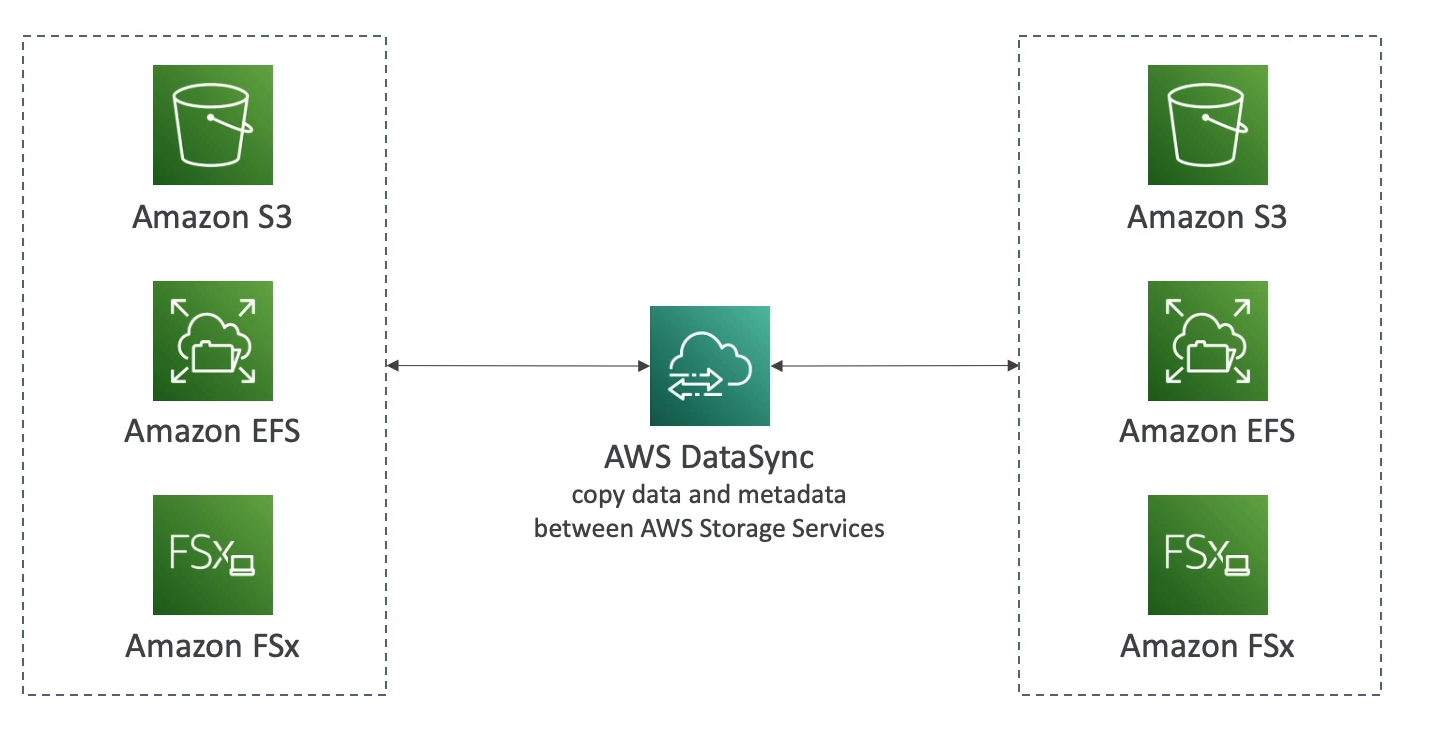 Amazon S3
Amazon EFS
FSx
Amazon FSx
AWS DataSync
copy data and metadata
between AWS Storage Services
Amazon S3
Amazon EFS
FSx
Amazon FSx